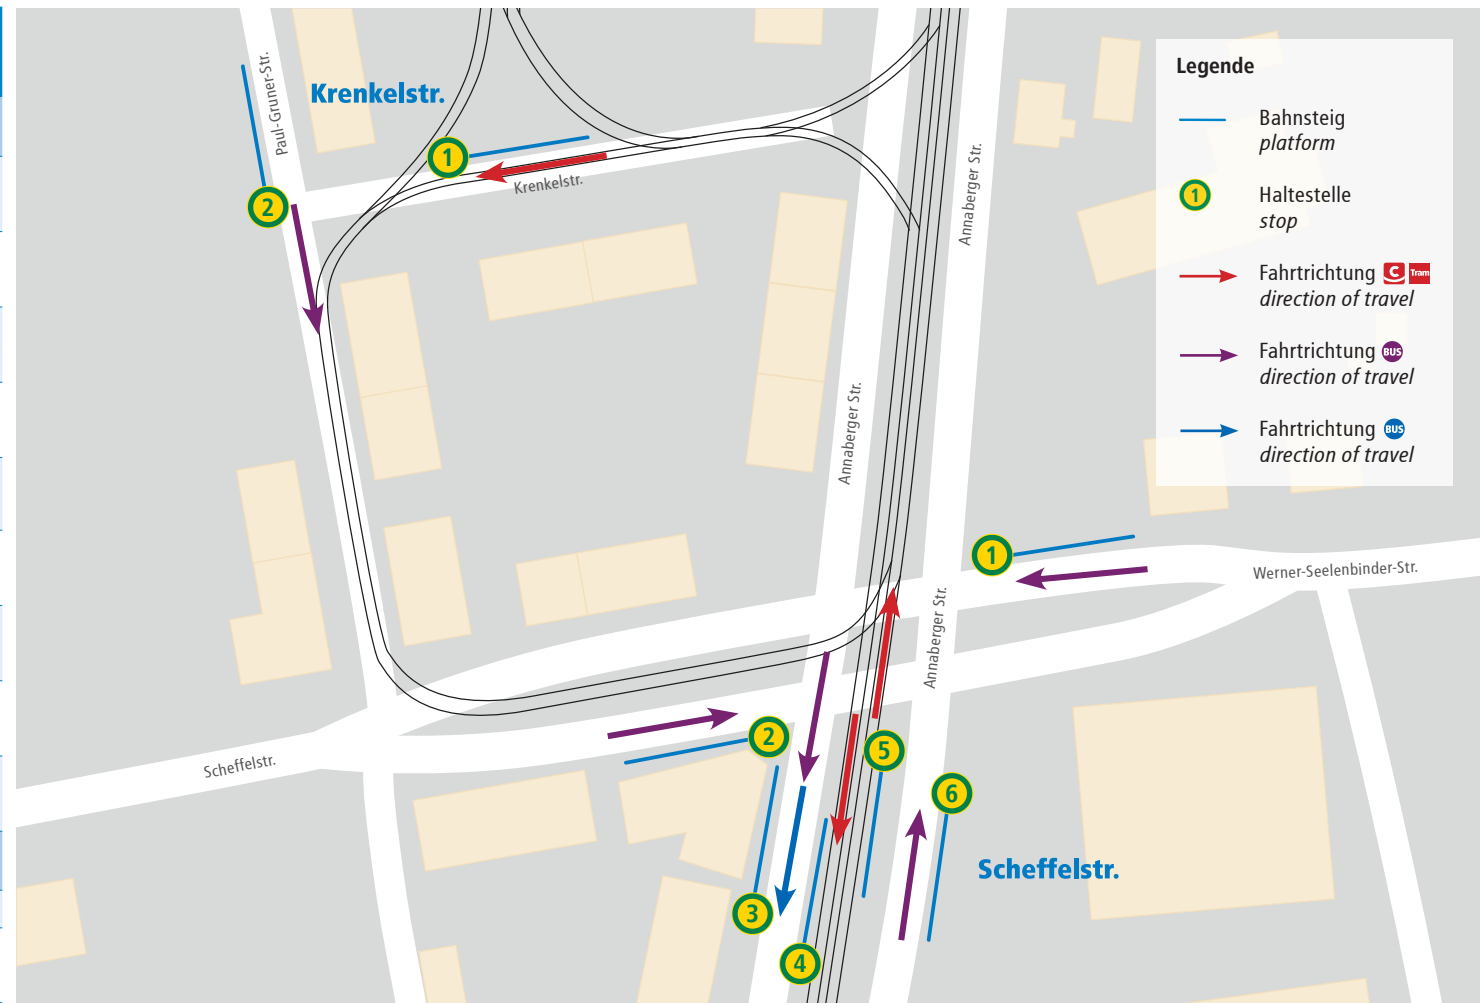 Paul-Gruner-Str.
Krenkelstr.
1
2
Krenkelstr.
Annaberger Str.
Annaberger Str.
Annaberger Str.
Legende
Bahnsteig
platform
1
Haltestelle
stop
Fahrtrichtung C Tram
direction of travel
Fahrtrichtung BUS
direction of travel
Fahrtrichtung BUS
direction of travel
1
Werner-Seelenbinder-Str.
Scheffelstr.
2
5
6
3
4
Scheffelstr.